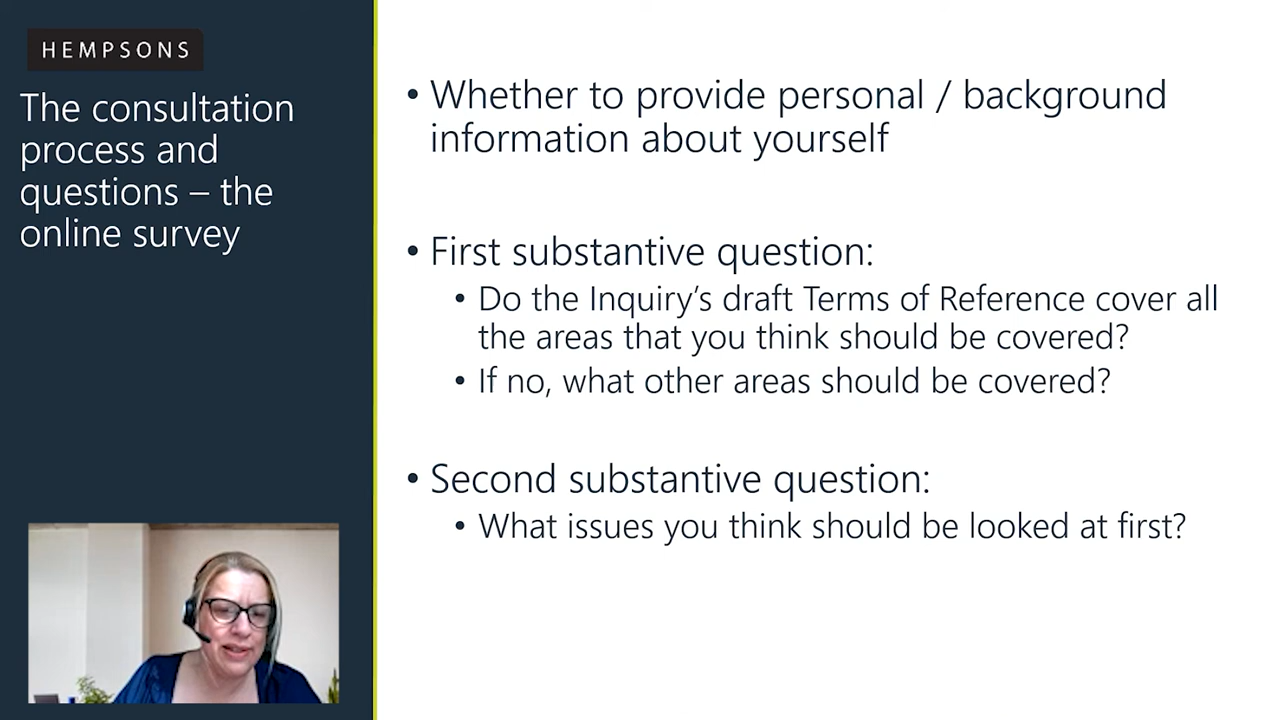 HEMPSONS
The consultation
process and
questions – the
online survey
• Whether to provide personal / background
information about yourself
• First substantive question:
• Do the Inquiry’s draft Terms of Reference cover all
the areas that you think should be covered?
• If no, what other areas should be covered?
• Second substantive question:
• What issues you think should be looked at first?